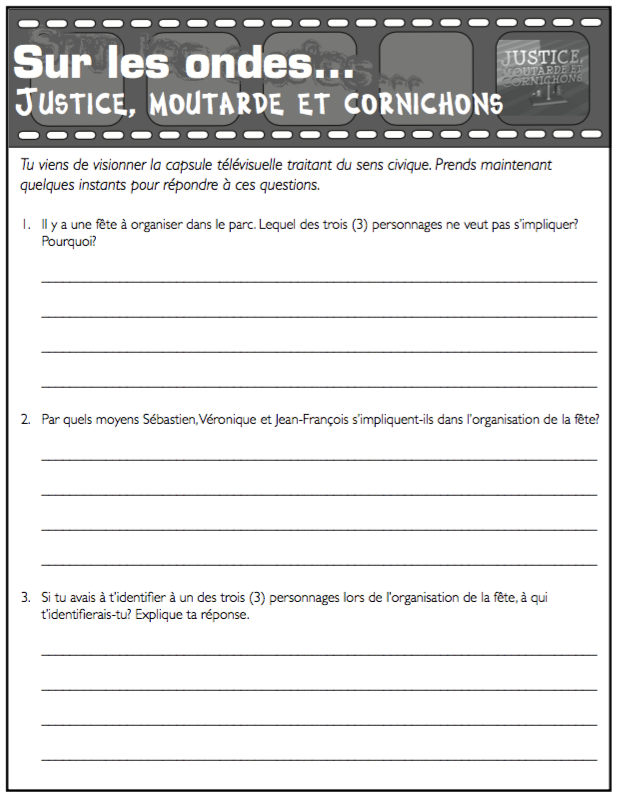 Sur les ondes...
JUSTICE, MOUTARDE ET CORNICHONS
JUSTICE,
MOUTARDE ET
CORNICHONS
Tu viens de visionner la capsule télévisuelle traitant du sens civique. Prends maintenant
quelques instants pour répondre à ces questions.
1. Il y a une fête à organiser dans le parc. Lequel des trois (3) personnages ne veut pas s'impliquer?
Pourquoi?
2. Par quels moyens Sébastien, Véronique et Jean-François s'impliquent-ils dans l'organisation de la fête?
3. Si tu avais à t'identifier à un des trois (3) personnages lors de l'organisation de la fête, à qui
t'identifierais-tu? Explique ta réponse.